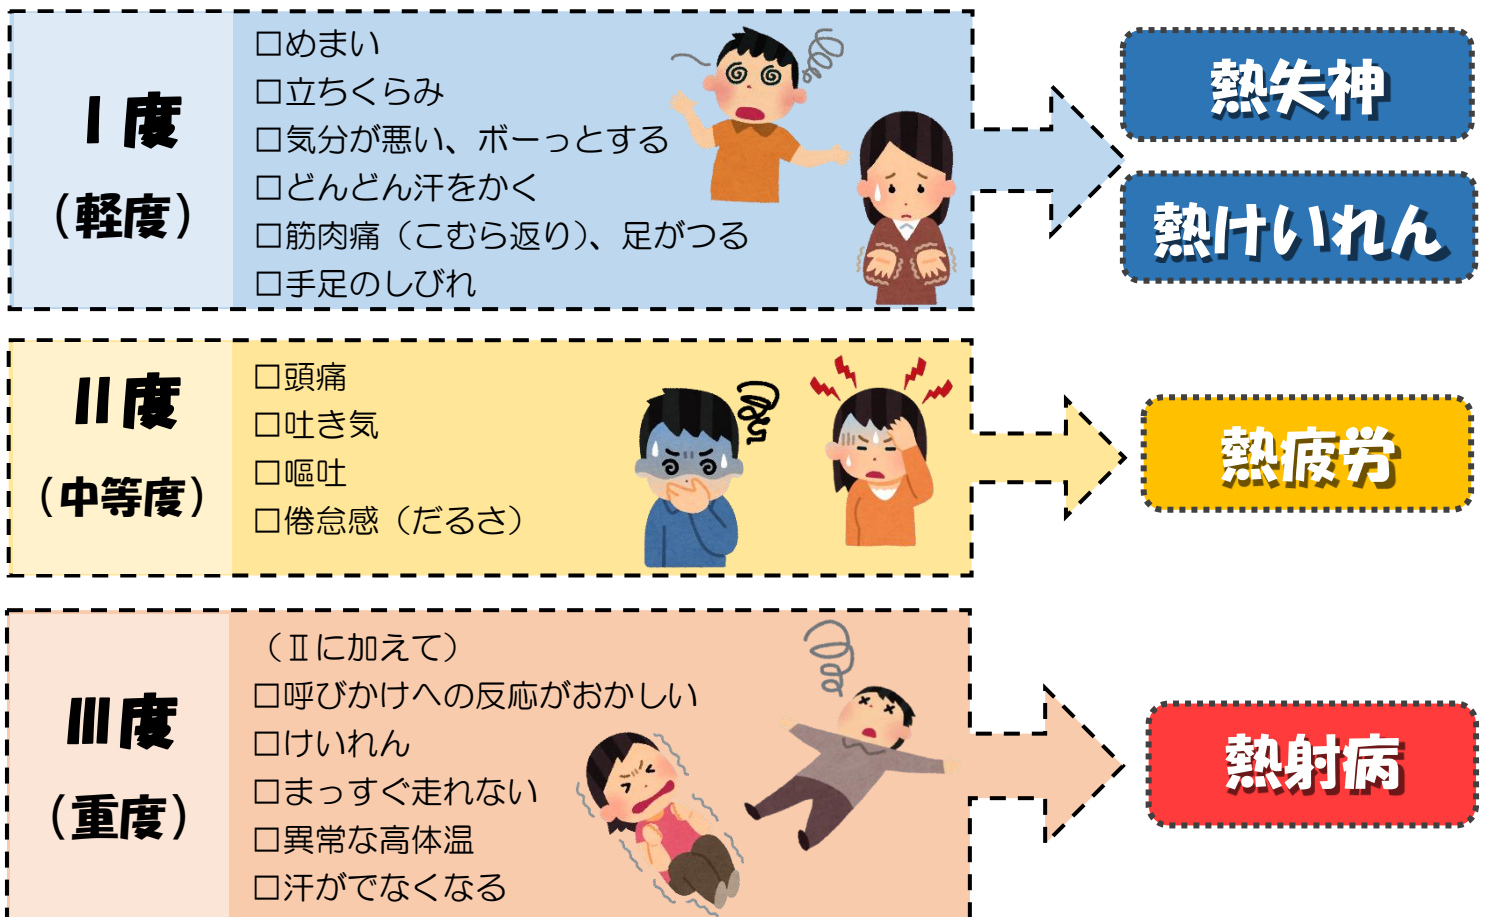 Ⅰ度
（軽度）
□めまい
□立ちくらみ
□気分が悪い、ボーっとする
□どんどん汗をかく
□筋肉痛（こむら返り）、足がつる
□手足のしびれ
熱失神
熱けいれん
Ⅱ度
（中等度）
□頭痛
□吐き気
□嘔吐
□倦怠感（だるさ）
熱疲労
Ⅲ度
（重度）
（Ⅱに加えて）
□呼びかけへの反応がおかしい
□けいれん
□まっすぐ走れない
□異常な高体温
□汗がでなくなる
熱射病